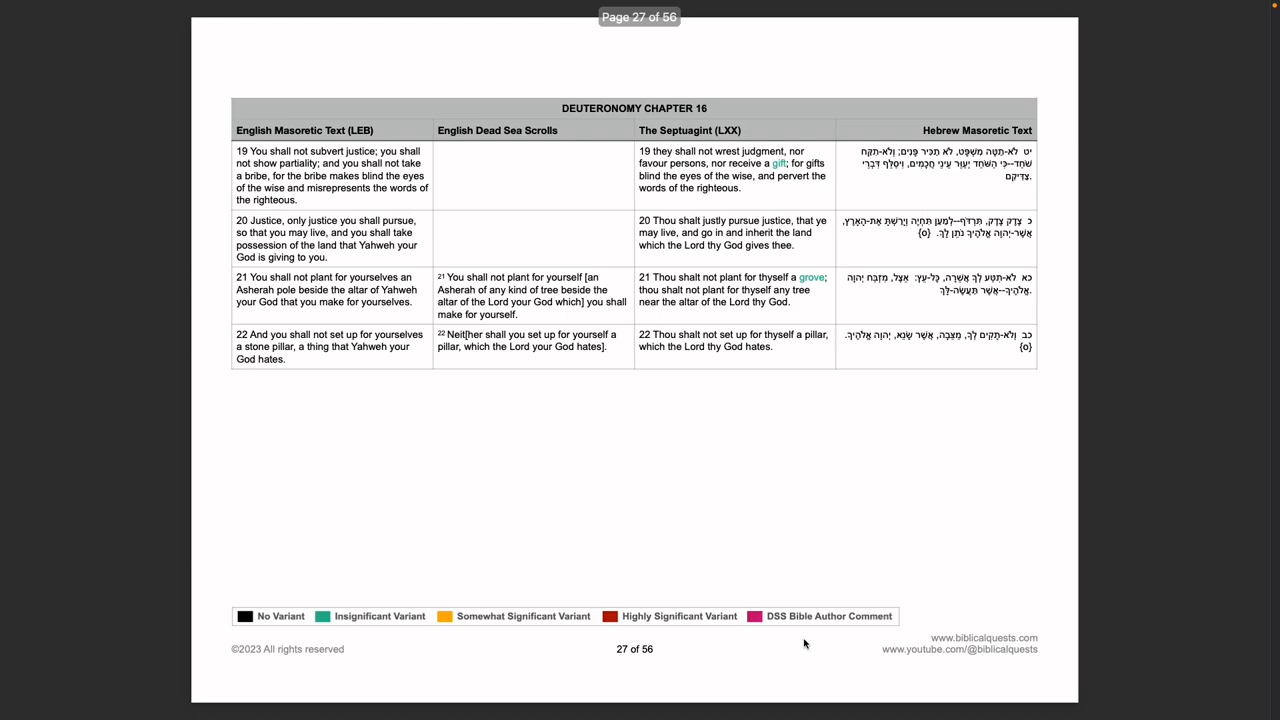 Page 27 of 56
DEUTERONOMY CHAPTER 16
English Masoretic Text (LEB)
English Dead Sea Scrolls
The Septuagint (LXX)
Hebrew Masoretic Text
19 You shall not subvert justice; you shall
not show partiality; and you shall not take
a bribe, for the bribe makes blind the eyes
of the wise and misrepresents the words of
the righteous.
19 they shall not wrest judgment, nor
favour persons, nor receive a gift; for gifts
blind the eyes of the wise, and pervert the
words of the righteous.
יט לֹא-תַטֶּה מִשְׁפָּט, לֹא תַכִּיר פָּנִים; וְלֹא-תִקַּח
שֹׁחַד--כִּי הַשֹּׁחַד יְעַוֵּר עֵינֵי חֲכָמִים, וִיסַלֵּף דִּבְרֵי
צַדִּיקִם.
20 Justice, only justice you shall pursue,
so that you may live, and you shall take
possession of the land that Yahweh your
God is giving to you.
20 Thou shalt justly pursue justice, that ye
may live, and go in and inherit the land
which the Lord thy God gives thee.
כ צֶדֶק צֶדֶק, תִּרְדֹּף--לְמַעַן תִּחְיֶה וְיָרַשְׁתָּ אֶת-הָאָרֶץ,
אֲשֶׁר-יְהוָה אֱלֹהֶיךָ נֹתֵן לָךְ. {ס}
21 You shall not plant for yourselves an
Asherah pole beside the altar of Yahweh
your God that you make for yourselves.
21 You shall not plant for yourself [an
Asherah of any kind of tree beside the
altar of the Lord your God which] you shall
make for yourself.
21 Thou shalt not plant for thyself a grove;
thou shalt not plant for thyself any tree
near the altar of the Lord thy God.
כא לֹא-תִטַּע לְךָ אֲשֵׁרָה, כָּל-עֵץ: אֵצֶל, מִזְבַּח יְהוָה
אֱלֹהֶיךָ--אֲשֶׁר תַּעֲשֶׂה-לָּךְ.
22 And you shall not set up for yourselves
a stone pillar, a thing that Yahweh your
God hates.
22 Neit[her shall you set up for yourself a
pillar, which the Lord your God hates].
22 Thou shalt not set up for thyself a pillar,
which the Lord thy God hates.
כב וְלֹא-תָקִים לְךָ, מַצֵּבָה, אֲשֶׁר שָׂנֵא, יְהוָה אֱלֹהֶיךָ.
{ס}
No Variant
Insignificant Variant
Somewhat Significant Variant
Highly Significant Variant
DSS Bible Author Comment
©2023 All rights reserved
27 of 56
www.biblicalquests.com
www.youtube.com/@biblicalquests